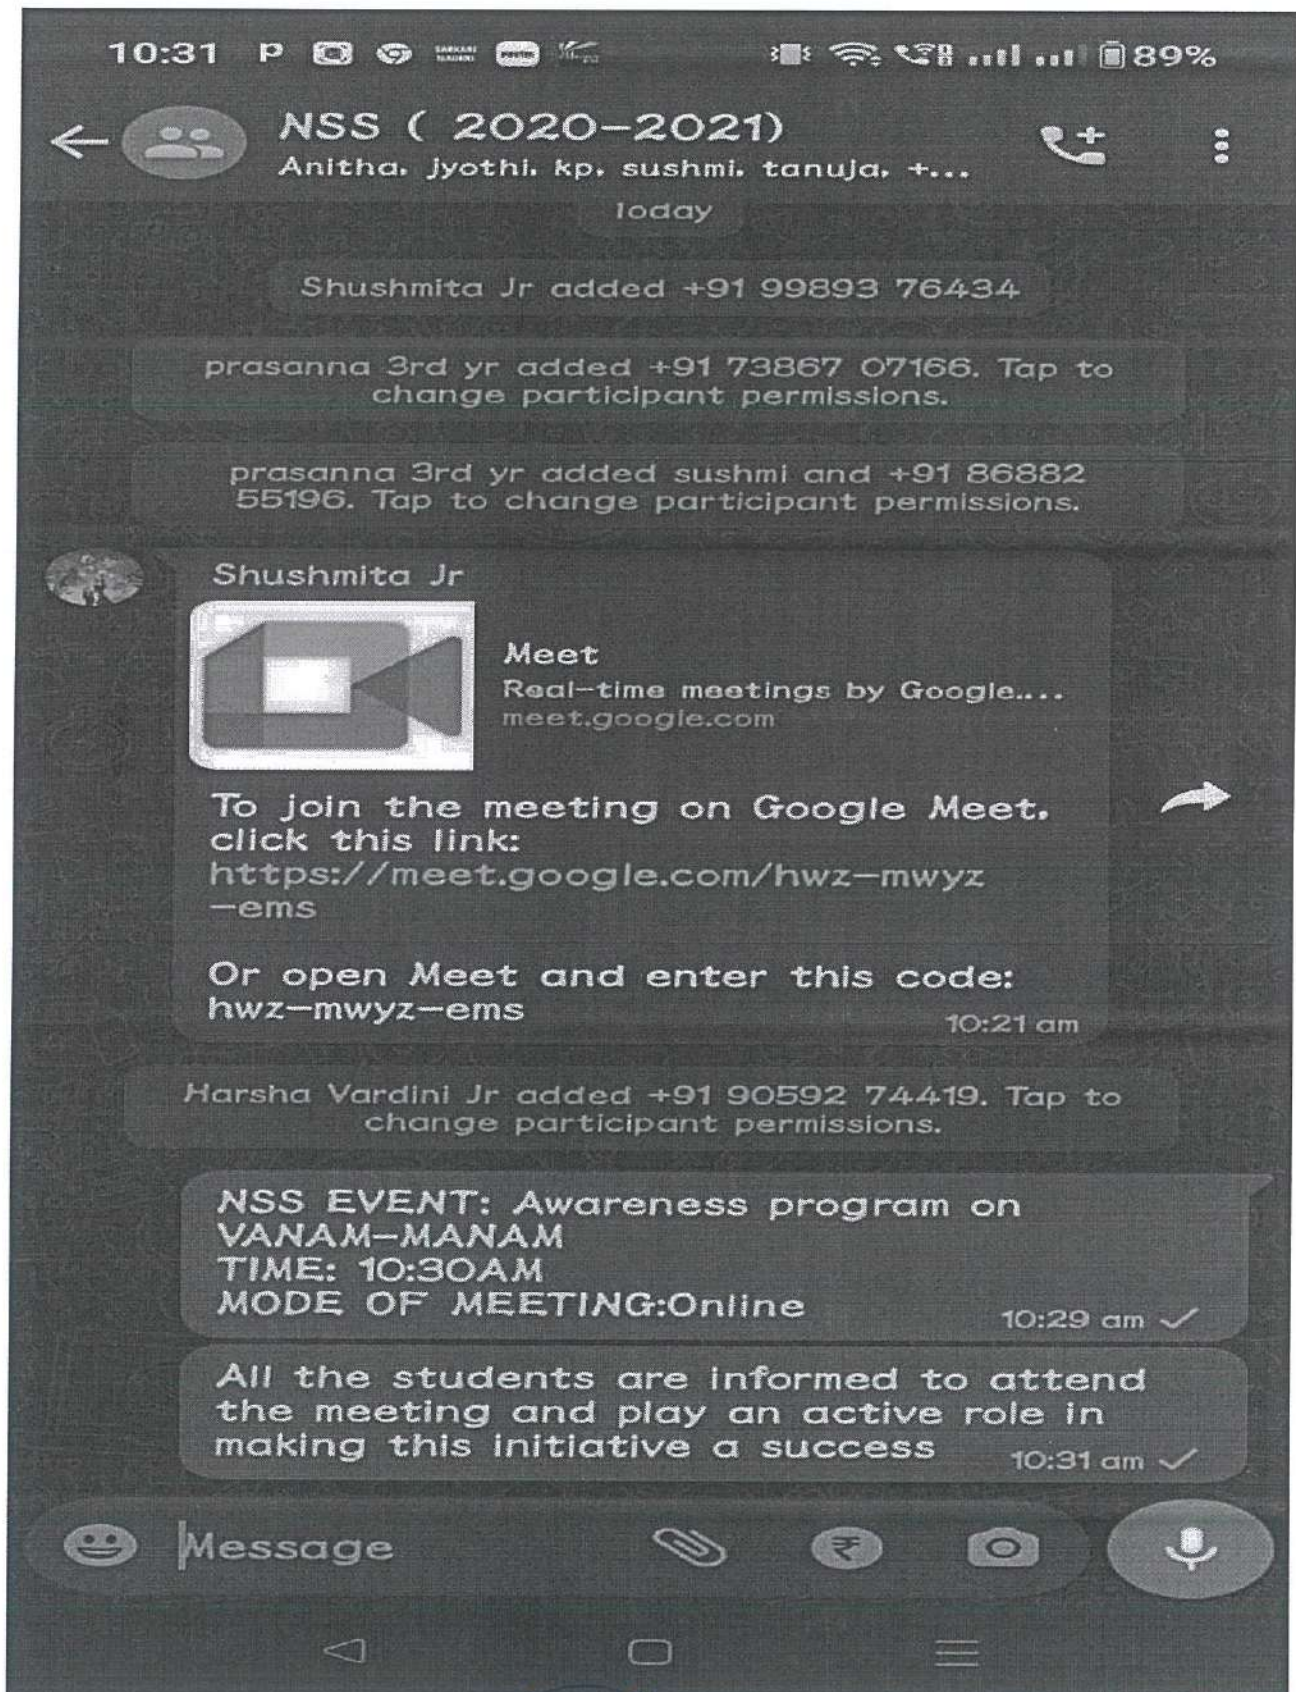 10:31 P 89%
NSS ( 2020-2021)
Anitha, jyothi, kp, sushmi, tanuja, +...
Today
Shushmita Jr added +91 99893 76434
prasanna 3rd yr added +91 73867 07166. Tap to
change participant permissions.
prasanna 3rd yr added sushmi and +91 86882
55196. Tap to change participant permissions.
Shushmita Jr
Meet
Real-time meetings by Google....
meet.google.com
To join the meeting on Google Meet,
click this link:
https://meet.google.com/hwz-mwyz
-ems
Or open Meet and enter this code:
hwz-mwyz-ems
10:21 am
Harsha Vardini Jr added +91 90592 74419. Tap to
change participant permissions.
NSS EVENT: Awareness program on
VANAM-MANAM
TIME: 10:30AM
MODE OF MEETING:Online
10:29 am
All the students are informed to attend
the meeting and play an active role in
making this initiative a success
10:31 am
Message